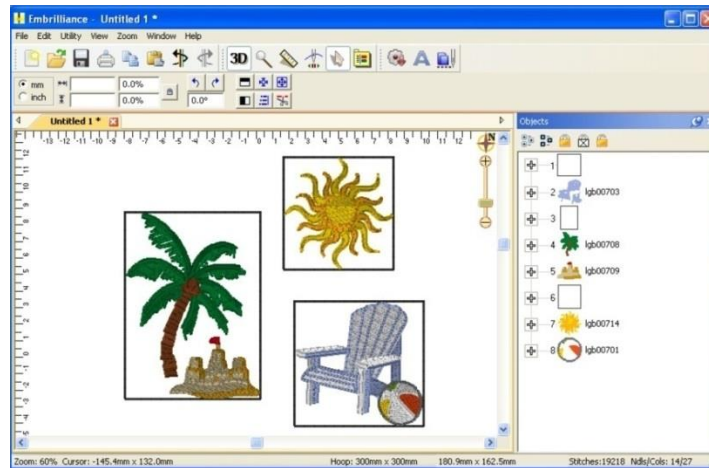 Embrilliance - Untitled 1 *
File Edit Utility View Zoom Window Help
3D A
mm 0.0%
inch 0.0% 0.0°
Untitled 1 * Objects
-13 -12 -11 -10 -9 -8 -7 -6 -5 -4 -3 -2 -1 0 1 2 3 4 5 6 7 8 9 10 11 12
N
1
2 lgb00703
3
4 lgb00708
5 lgb00709
6
7 lgb00714
8 lgb00701
Zoom: 60% Cursor: -145.4mm x 132.0mm Hoop: 300mm x 300mm 180.9mm x 162.5mm Stitches:19218 Ndls/Cols: 14/27